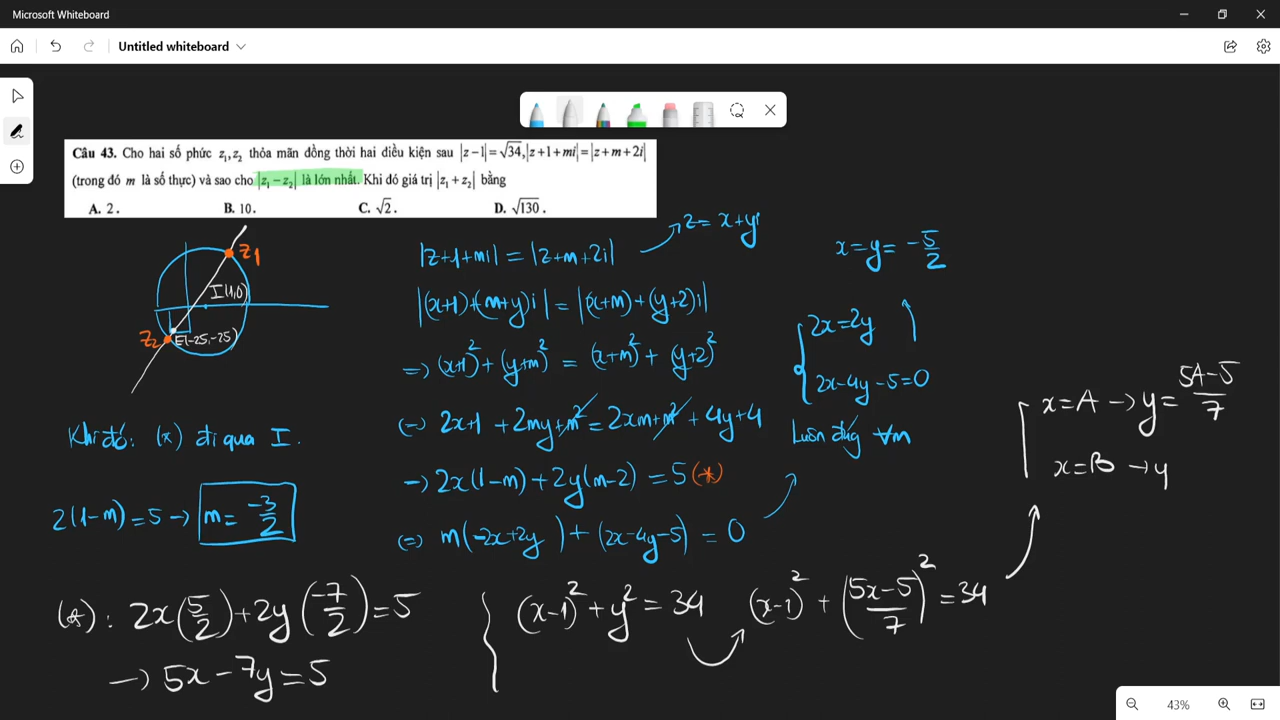 Microsoft Whiteboard
Untitled whiteboard
Câu 43. Cho hai số phức z₁, z₂ thỏa mãn đồng thời hai điều kiện sau |z − 1| = √34, |z + 1 + mi| = |z + m + 2i|
(trong đó m là số thực) và sao cho |z₁ − z₂| là lớn nhất. Khi đó giá trị |z₁ + z₂| bằng
A. 2. B. 10. C. √2. D. √130.
z1
I(1,0)
z2
E(-2,5,-2,5)
Khi đó: (*) đi qua I.
2(1-m)=5 → m = -3/2
|z+1+mi| = |z+m+2i|
z = x+yi
|(x+1)+(m+y)i| = |(x+m)+(y+2)i|
=> (x+1)² + (y+m)² = (x+m)² + (y+2)²
(-) 2x+1 + 2my+m² = 2xm+m² + 4y+4
→ 2x(1-m) + 2y(m-2) = 5 (*)
(=) m(-2x+2y) + (2x-4y-5) = 0
x=y= -5/2
2x=2y
2x-4y-5=0
Luôn đúng ∀m
x=A → y= 5A-5/7
x=B → y
(*): 2x(5/2)+2y(-7/2)=5
→ 5x-7y=5
(x-1)²+y²=34
(x-1)² + (5x-5/7)² = 34
43%